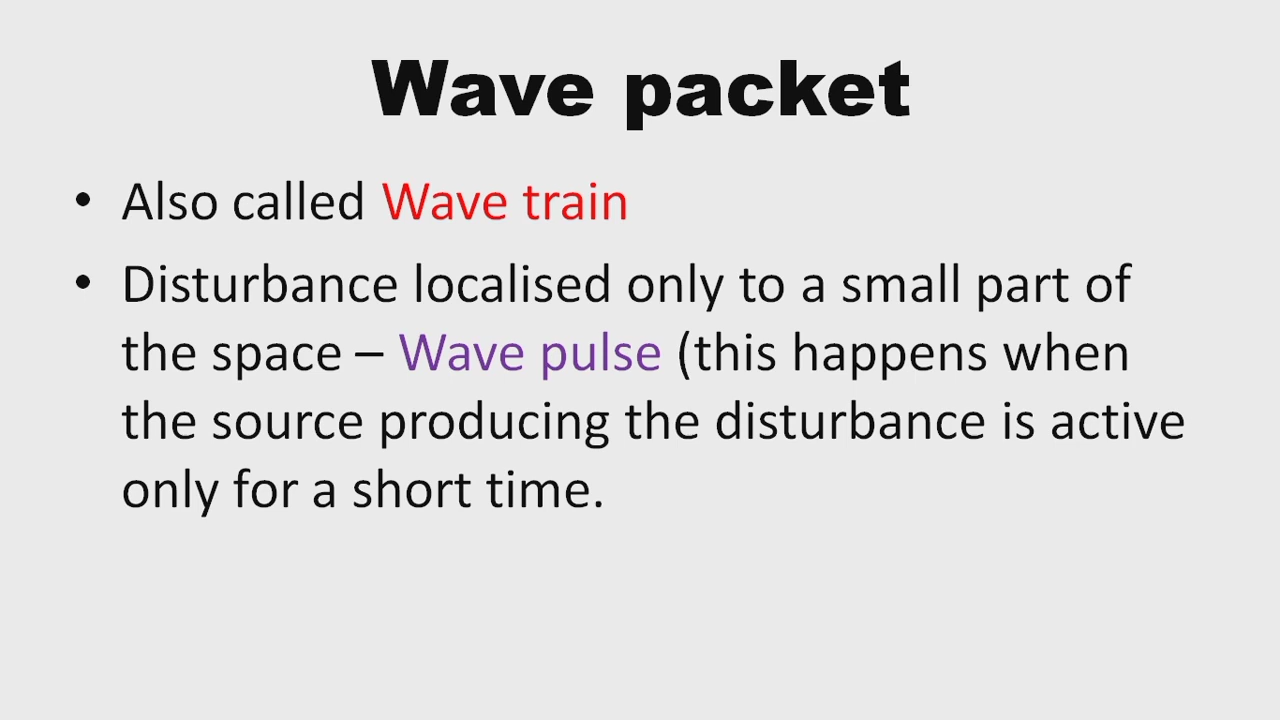 Wave packet
• Also called Wave train
• Disturbance localised only to a small part of
the space – Wave pulse (this happens when
the source producing the disturbance is active
only for a short time.